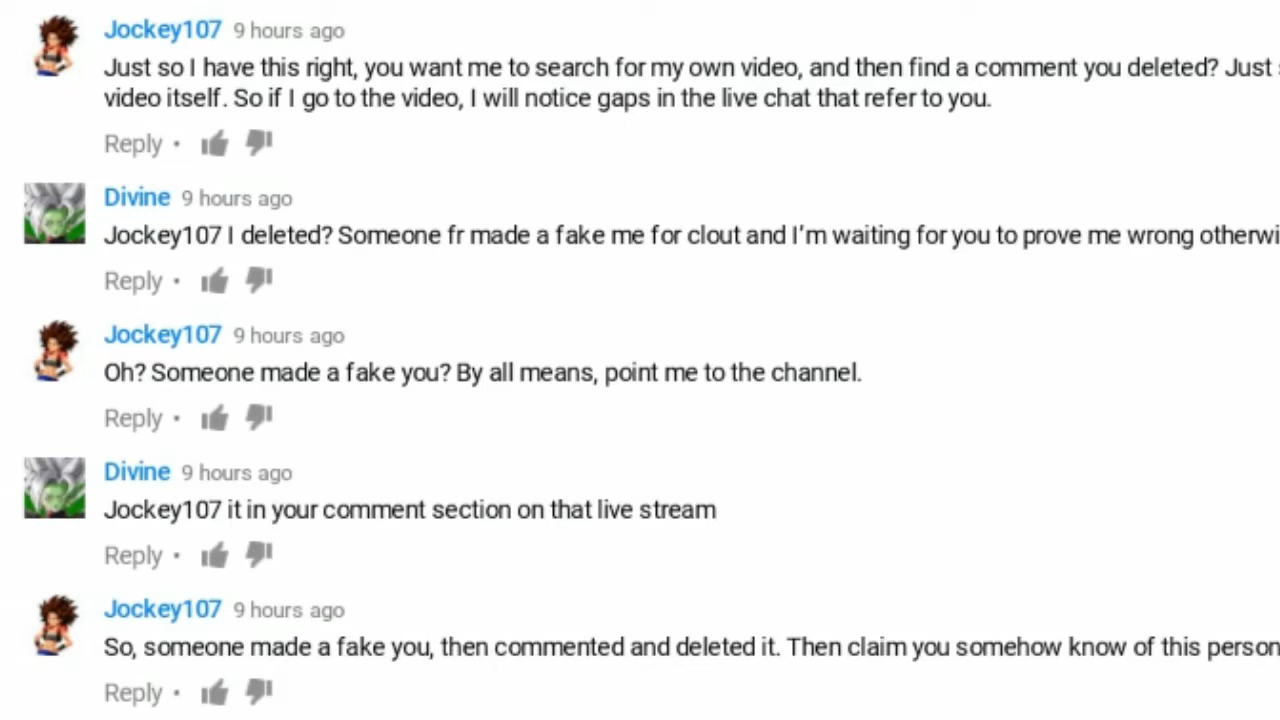 Jockey107 9 hours ago
Just so I have this right, you want me to search for my own video, and then find a comment you deleted? Just
video itself. So if I go to the video, I will notice gaps in the live chat that refer to you.
Reply •
Divine 9 hours ago
Jockey107 I deleted? Someone fr made a fake me for clout and I'm waiting for you to prove me wrong otherwi
Reply •
Jockey107 9 hours ago
Oh? Someone made a fake you? By all means, point me to the channel.
Reply •
Divine 9 hours ago
Jockey107 it in your comment section on that live stream
Reply •
Jockey107 9 hours ago
So, someone made a fake you, then commented and deleted it. Then claim you somehow know of this person
Reply •